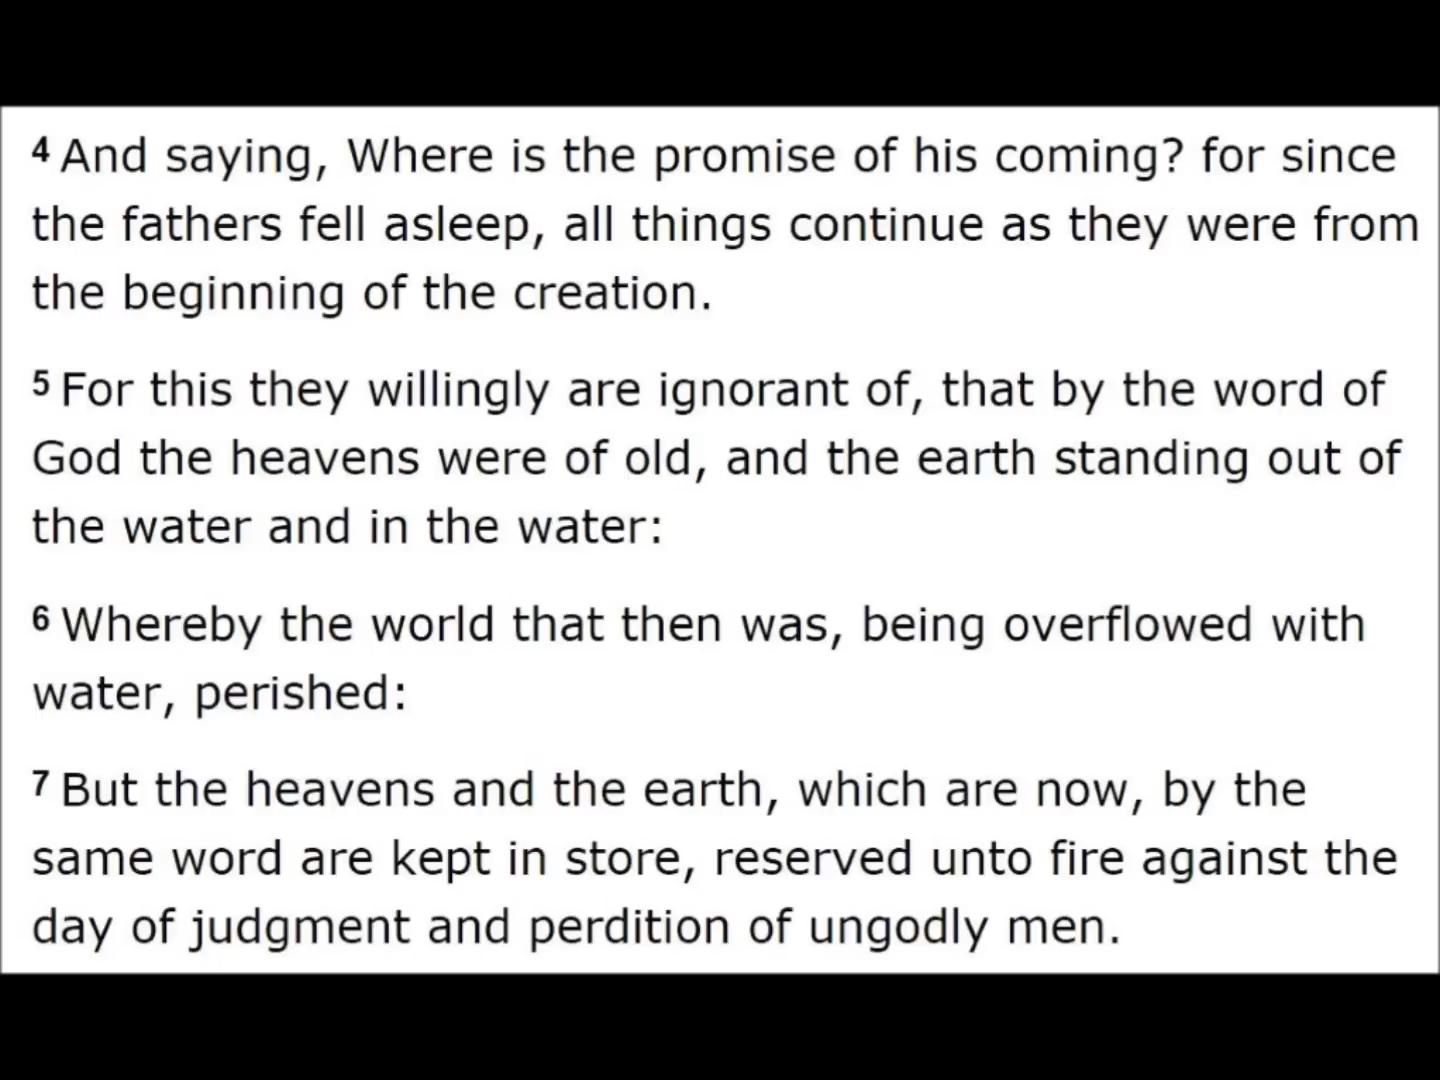 4 And saying, Where is the promise of his coming? for since
the fathers fell asleep, all things continue as they were from
the beginning of the creation.
5 For this they willingly are ignorant of, that by the word of
God the heavens were of old, and the earth standing out of
the water and in the water:
6 Whereby the world that then was, being overflowed with
water, perished:
7 But the heavens and the earth, which are now, by the
same word are kept in store, reserved unto fire against the
day of judgment and perdition of ungodly men.